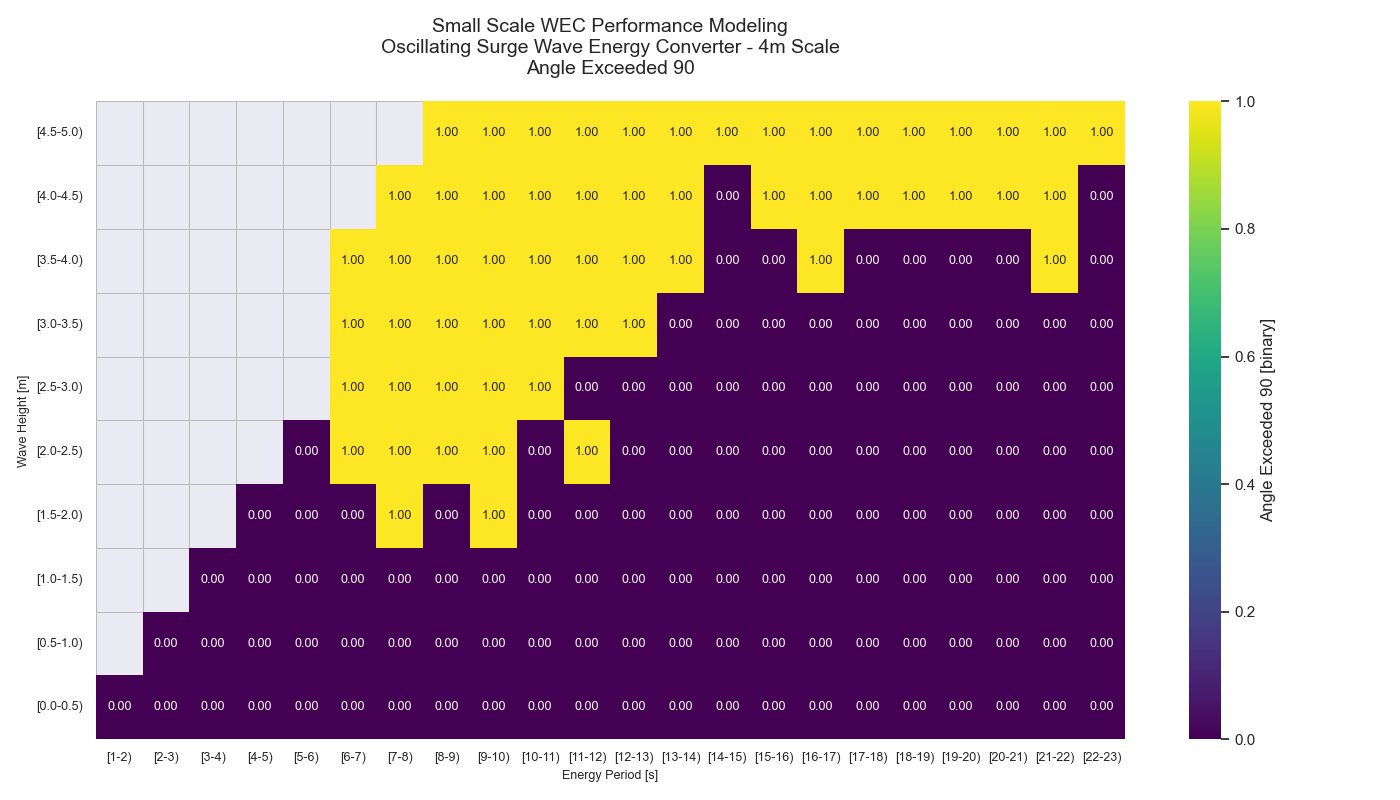 Small Scale WEC Performance Modeling
Oscillating Surge Wave Energy Converter - 4m Scale
Angle Exceeded 90
[4.5-5.0) 1.00 1.00 1.00 1.00 1.00 1.00 1.00 1.00 1.00 1.00 1.00 1.00 1.00 1.00 1.00
[4.0-4.5) 1.00 1.00 1.00 1.00 1.00 1.00 1.00 0.00 1.00 1.00 1.00 1.00 1.00 1.00 1.00 0.00
[3.5-4.0) 1.00 1.00 1.00 1.00 1.00 1.00 1.00 1.00 0.00 0.00 1.00 0.00 0.00 0.00 0.00 1.00 0.00
[3.0-3.5) 1.00 1.00 1.00 1.00 1.00 1.00 1.00 0.00 0.00 0.00 0.00 0.00 0.00 0.00 0.00 0.00 0.00
[2.5-3.0) 1.00 1.00 1.00 1.00 1.00 0.00 0.00 0.00 0.00 0.00 0.00 0.00 0.00 0.00 0.00 0.00 0.00
[2.0-2.5) 0.00 1.00 1.00 1.00 1.00 0.00 1.00 0.00 0.00 0.00 0.00 0.00 0.00 0.00 0.00 0.00 0.00 0.00
[1.5-2.0) 0.00 0.00 0.00 1.00 0.00 1.00 0.00 0.00 0.00 0.00 0.00 0.00 0.00 0.00 0.00 0.00 0.00 0.00 0.00
[1.0-1.5) 0.00 0.00 0.00 0.00 0.00 0.00 0.00 0.00 0.00 0.00 0.00 0.00 0.00 0.00 0.00 0.00 0.00 0.00 0.00 0.00
[0.5-1.0) 0.00 0.00 0.00 0.00 0.00 0.00 0.00 0.00 0.00 0.00 0.00 0.00 0.00 0.00 0.00 0.00 0.00 0.00 0.00 0.00 0.00
[0.0-0.5) 0.00 0.00 0.00 0.00 0.00 0.00 0.00 0.00 0.00 0.00 0.00 0.00 0.00 0.00 0.00 0.00 0.00 0.00 0.00 0.00 0.00 0.00
[1-2) [2-3) [3-4) [4-5) [5-6) [6-7) [7-8) [8-9) [9-10) [10-11) [11-12) [12-13) [13-14) [14-15) [15-16) [16-17) [17-18) [18-19) [19-20) [20-21) [21-22) [22-23)
Energy Period [s]
Wave Height [m]
1.0
0.8
0.6
0.4
0.2
0.0
Angle Exceeded 90 [binary]